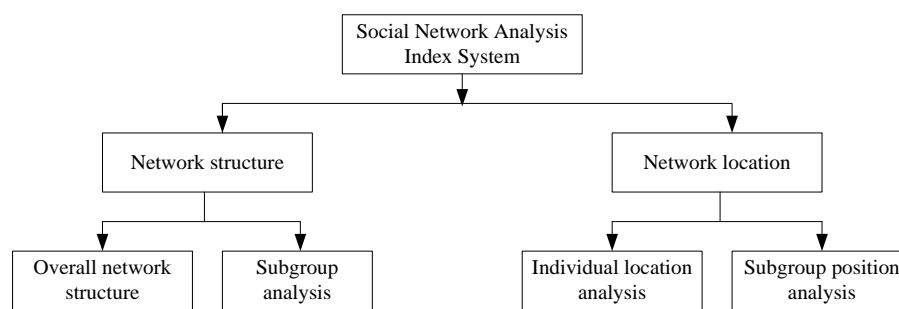 Social Network Analysis
Index System
Network structure
Network location
Overall network
structure
Subgroup
analysis
Individual location
analysis
Subgroup position
analysis